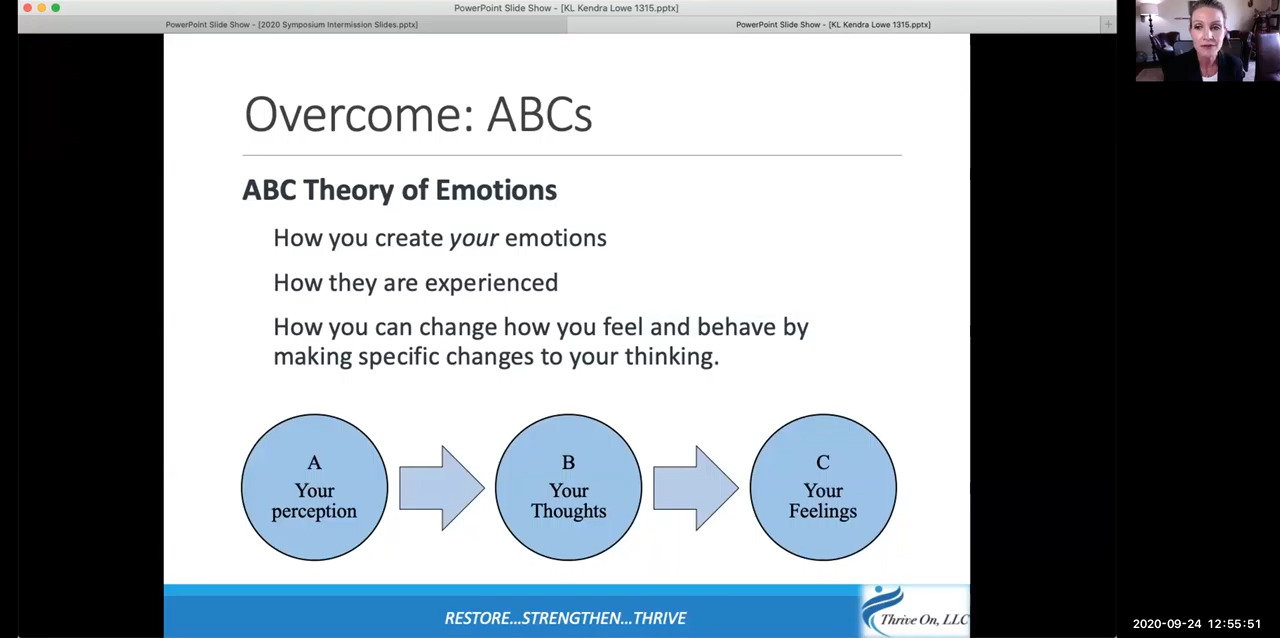 PowerPoint Slide Show - [KL Kendra Lowe 1315.pptx]
PowerPoint Slide Show - [2020 Symposium Intermission Slides.pptx]
PowerPoint Slide Show - [KL Kendra Lowe 1315.pptx]
Overcome: ABCs
ABC Theory of Emotions
How you create your emotions
How they are experienced
How you can change how you feel and behave by
making specific changes to your thinking.
A
Your
perception
B
Your
Thoughts
C
Your
Feelings
RESTORE...STRENGTHEN...THRIVE
Thrive On, LLC
2020-09-24 12:55:51